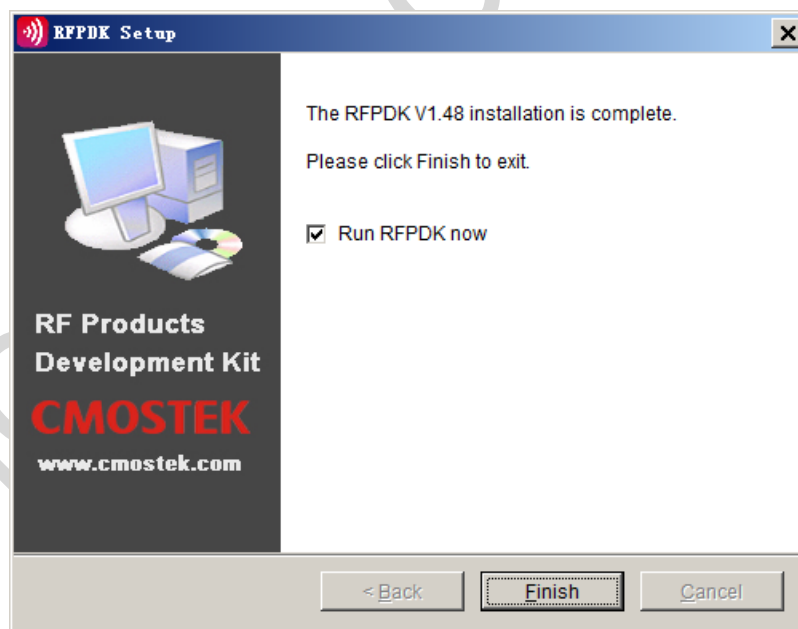 RFPDK Setup
The RFPDK V1.48 installation is complete.
Please click Finish to exit.
Run RFPDK now
RF Products
Development Kit
CMOSTEK
www.cmostek.com
< Back
Finish
Cancel